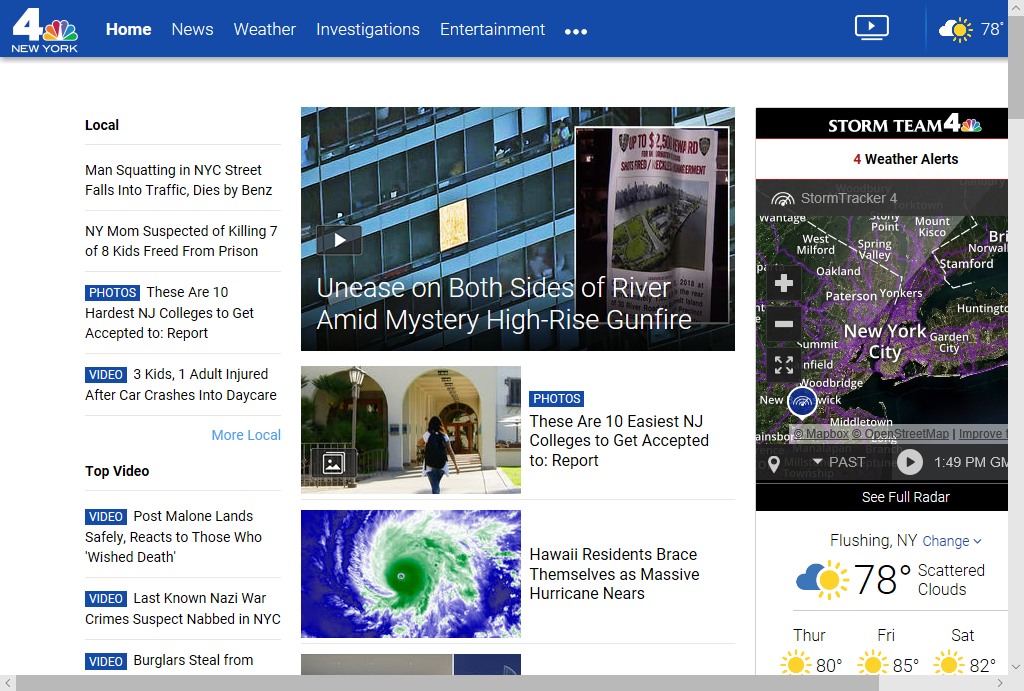 4
NEW YORK
Home
News
Weather
Investigations
Entertainment
78°
Local
Man Squatting in NYC Street
Falls Into Traffic, Dies by Benz
NY Mom Suspected of Killing 7
of 8 Kids Freed From Prison
PHOTOS These Are 10
Hardest NJ Colleges to Get
Accepted to: Report
VIDEO 3 Kids, 1 Adult Injured
After Car Crashes Into Daycare
More Local
Top Video
VIDEO Post Malone Lands
Safely, Reacts to Those Who
'Wished Death'
VIDEO Last Known Nazi War
Crimes Suspect Nabbed in NYC
VIDEO Burglars Steal from
UP TO $2,500 REWARD
SHOTS FIRED / RECKLESS
Unease on Both Sides of River
Amid Mystery High-Rise Gunfire
PHOTOS
These Are 10 Easiest NJ
Colleges to Get Accepted
to: Report
Hawaii Residents Brace
Themselves as Massive
Hurricane Nears
STORM TEAM 4
4 Weather Alerts
StormTracker 4
Wantage
Stony
Point
Mount
Kisco
West
Milford
Spring
Valley
Norwal
Stamford
Oakland
Paterson
Yonkers
Huntingto
New York
City
Garden
City
Summit
nfield
Woodbridge
New
wick
Middletown
© Mapbox © OpenStreetMap | Improve t
PAST
1:49 PM GM
See Full Radar
Flushing, NY Change
78°
Scattered
Clouds
Thur
Fri
Sat
80°
85°
82°